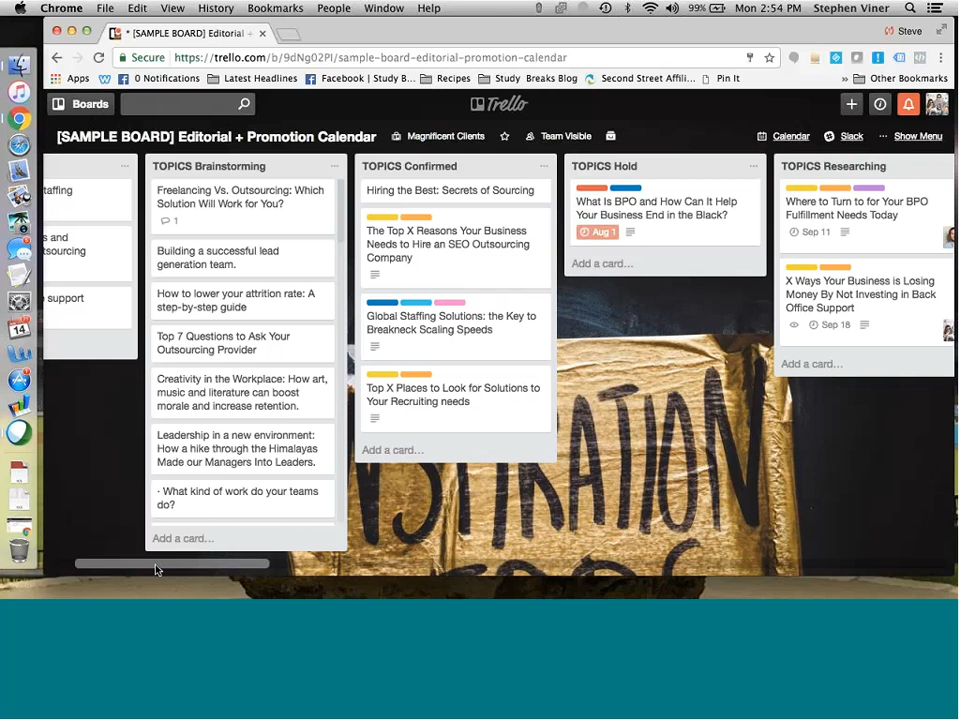 Chrome File Edit View History Bookmarks People Window Help 99% Mon 2:54 PM Stephen Viner
* [SAMPLE BOARD] Editorial + Steve
Secure https://trello.com/b/9dNg02PI/sample-board-editorial-promotion-calendar
Apps 0 Notifications Latest Headlines Facebook | Study B... Recipes Study Breaks Blog Second Street Affili... Pin It » Other Bookmarks
Boards Trello
[SAMPLE BOARD] Editorial + Promotion Calendar Magnificent Clients Team Visible Calendar Slack ... Show Menu
taffing
s and
tsourcing
e support
TOPICS Brainstorming
Freelancing Vs. Outsourcing: Which
Solution Will Work for You?
1
Building a successful lead
generation team.
How to lower your attrition rate: A
step-by-step guide
Top 7 Questions to Ask Your
Outsourcing Provider
Creativity in the Workplace: How art,
music and literature can boost
morale and increase retention.
Leadership in a new environment:
How a hike through the Himalayas
Made our Managers Into Leaders.
- What kind of work do your teams
do?
Add a card...
TOPICS Confirmed
Hiring the Best: Secrets of Sourcing
The Top X Reasons Your Business
Needs to Hire an SEO Outsourcing
Company
Global Staffing Solutions: the Key to
Breakneck Scaling Speeds
Top X Places to Look for Solutions to
Your Recruiting needs
Add a card...
TOPICS Hold
What Is BPO and How Can It Help
Your Business End in the Black?
Aug 1
Add a card...
TOPICS Researching
Where to Turn to for Your BPO
Fulfillment Needs Today
Sep 11
X Ways Your Business is Losing
Money By Not Investing in Back
Office Support
Sep 18
Add a card...
14